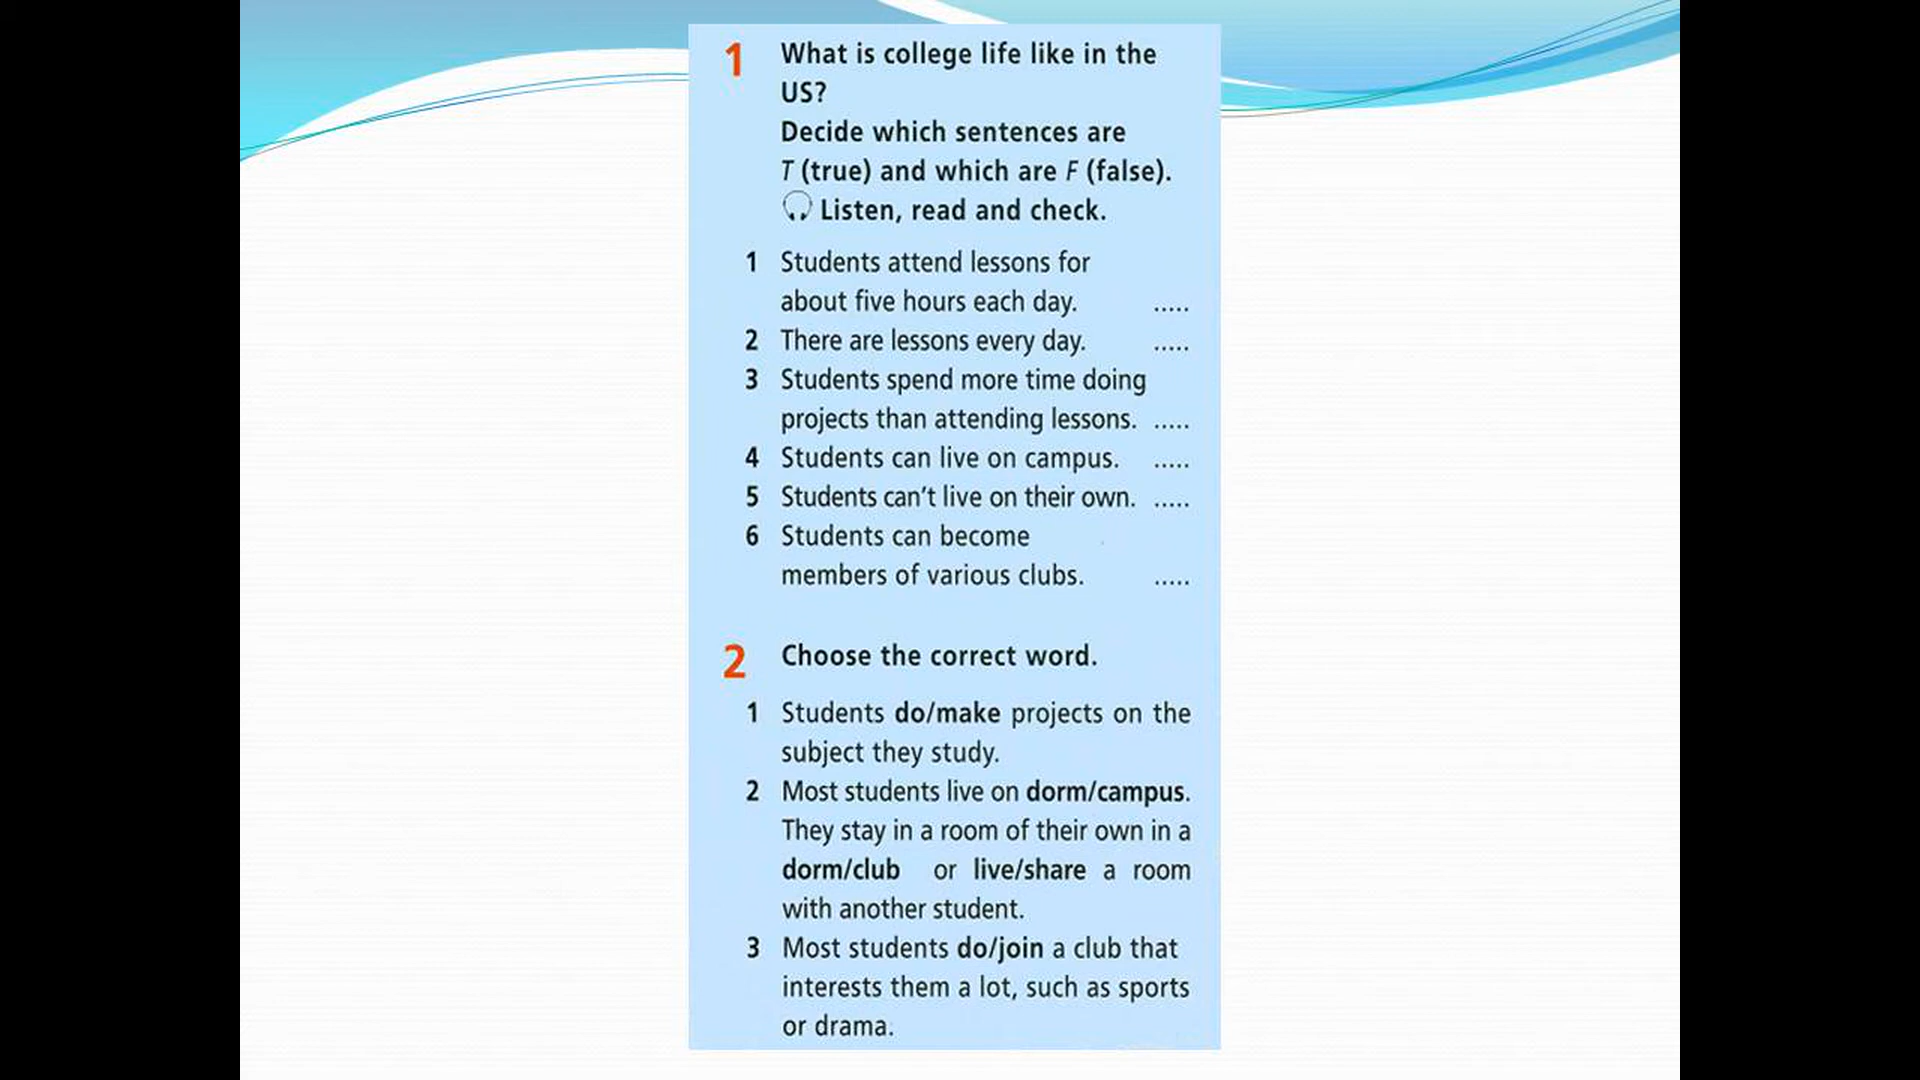 1 What is college life like in the
US?
Decide which sentences are
T (true) and which are F (false).
Listen, read and check.
1 Students attend lessons for
about five hours each day. .....
2 There are lessons every day. .....
3 Students spend more time doing
projects than attending lessons. .....
4 Students can live on campus. .....
5 Students can't live on their own. .....
6 Students can become
members of various clubs. .....
2 Choose the correct word.
1 Students do/make projects on the
subject they study.
2 Most students live on dorm/campus.
They stay in a room of their own in a
dorm/club or live/share a room
with another student.
3 Most students do/join a club that
interests them a lot, such as sports
or drama.